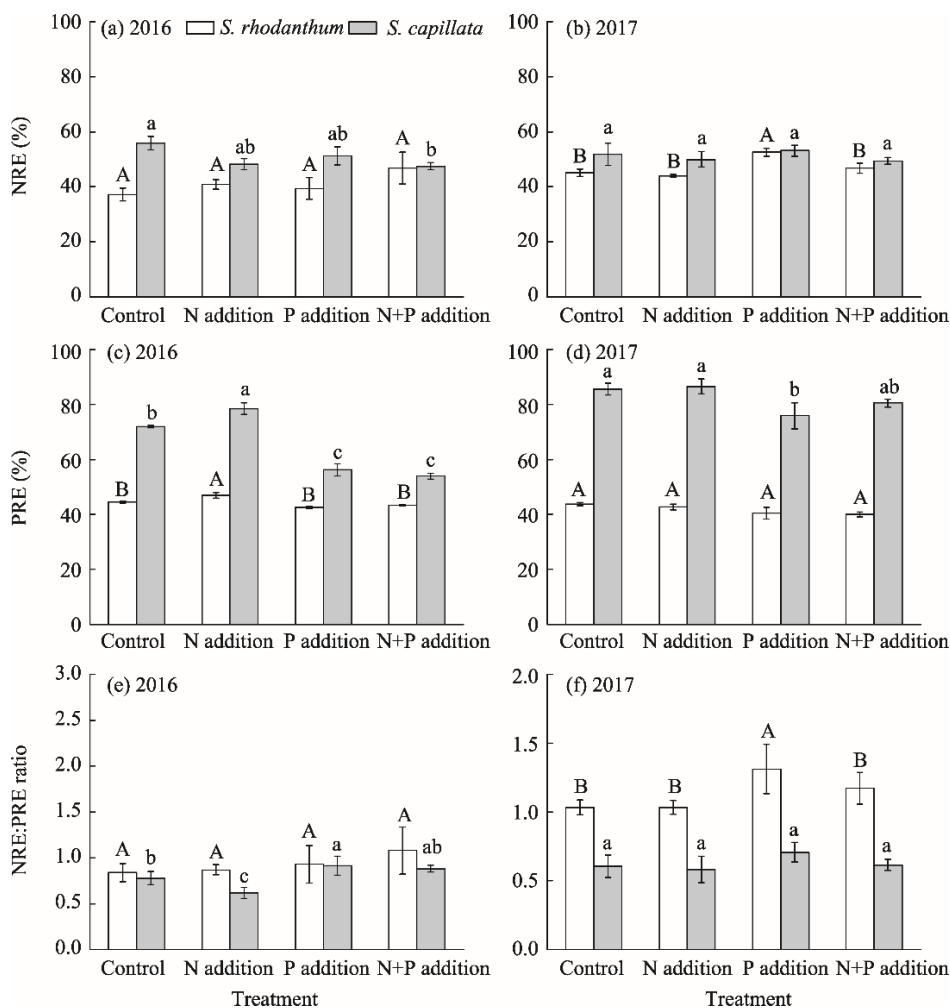 (a) 2016 S. rhodanthum S. capillata
(b) 2017
NRE (%)
100
80
60
40
20
0
A a A ab A ab A b
B a B a A a B a
Control N addition P addition N+P addition
Control N addition P addition N+P addition
(c) 2016
(d) 2017
PRE (%)
100
80
60
40
20
0
100
80
60
40
20
0
B b A a B c B c
A a A a A b A ab
Control N addition P addition N+P addition
Control N addition P addition N+P addition
(e) 2016
(f) 2017
NRE:PRE ratio
3.0
2.5
2.0
1.5
1.0
0.5
0.0
2.0
1.5
1.0
0.5
0.0
A b A c A a A ab
B a B a A a B a
Control N addition P addition N+P addition
Control N addition P addition N+P addition
Treatment
Treatment
100
80
60
40
20
0